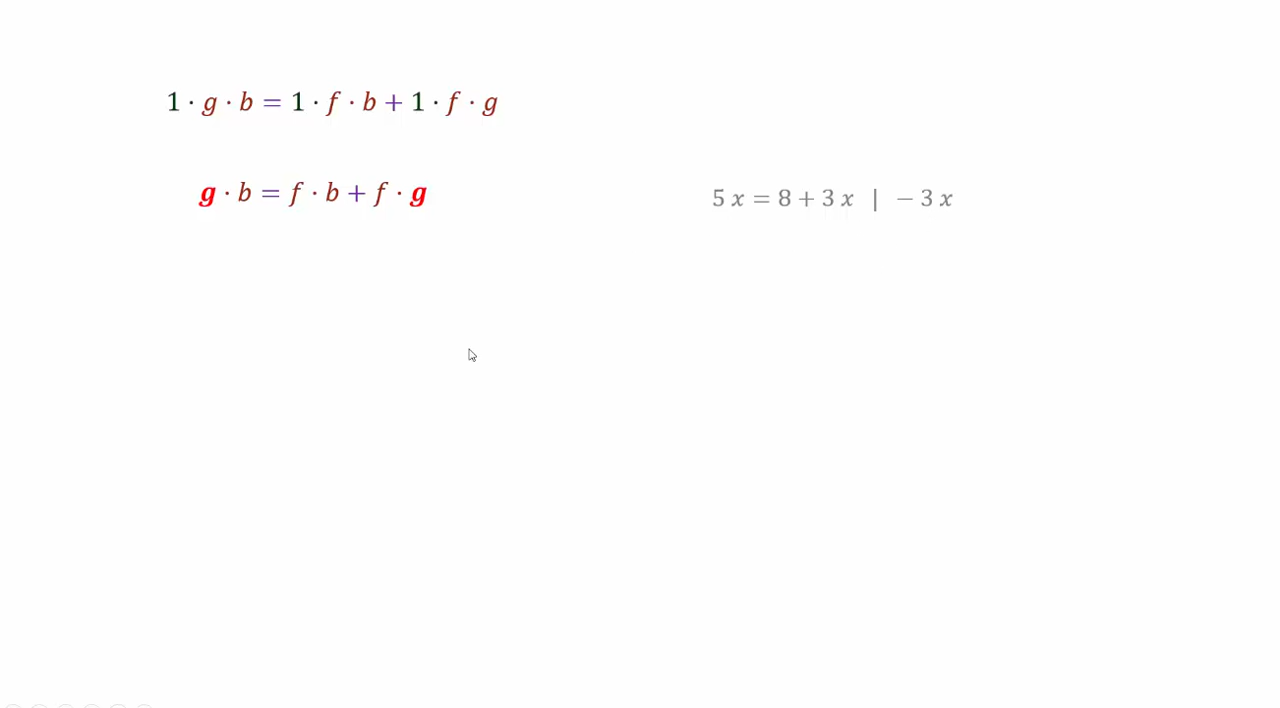 1 · g · b = 1 · f · b + 1 · f · g
g · b = f · b + f · g
5 x = 8 + 3 x | − 3 x